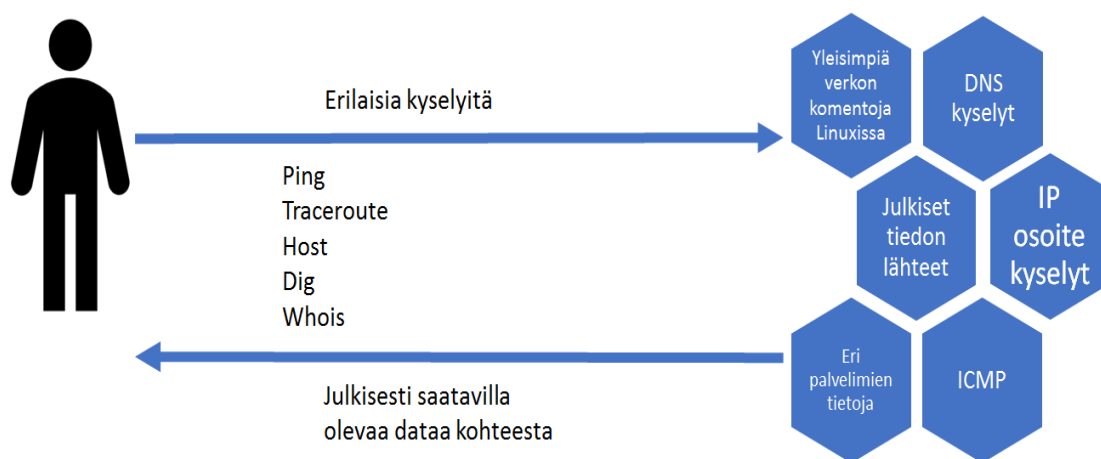 Erilaisia kyselyitä
Ping
Traceroute
Host
Dig
Whois
Julkisesti saatavilla
olevaa dataa kohteesta
Yleisimpiä
verkon
komentoja
Linuxissa
DNS
kyselyt
Julkiset
tiedon
lähteet
IP
osoite
kyselyt
Eri
palvelimien
tietoja
ICMP